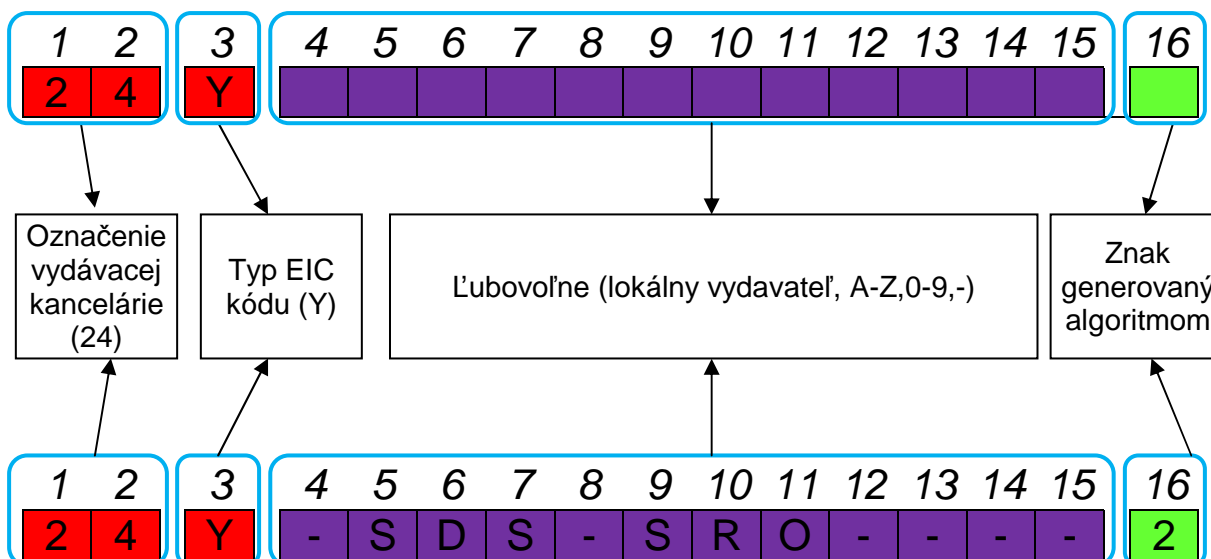 1 2 3 4 5 6 7 8 9 10 11 12 13 14 15 16
2 4 Y
Označenie
vydávacej
kancelárie
(24)
Typ EIC
kódu (Y)
Ľubovoľne (lokálny vydavateľ, A-Z,0-9,-)
Znak
generovaný
algoritmom
1 2 3 4 5 6 7 8 9 10 11 12 13 14 15 16
2 4 Y - S D S - S R O - - - - 2